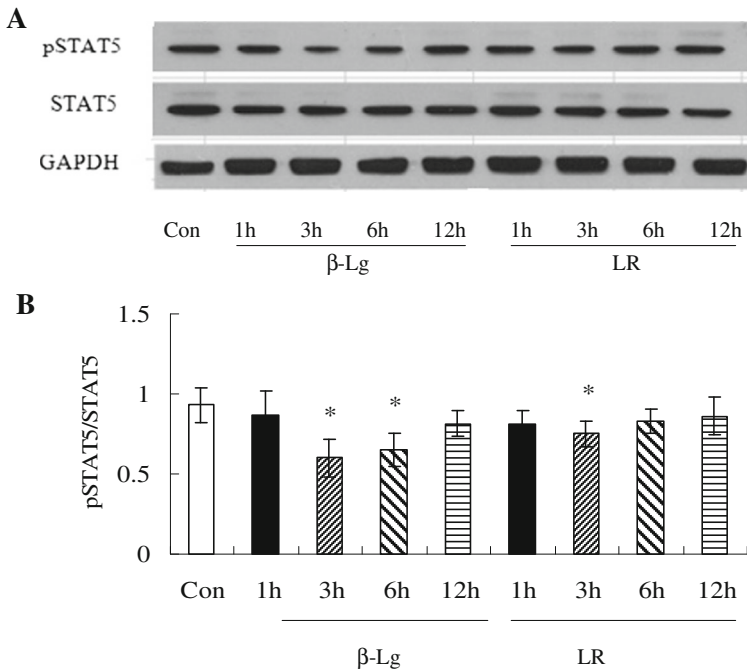 A
pSTAT5
STAT5
GAPDH
Con 1h 3h 6h 12h 1h 3h 6h 12h
β-Lg LR
B
pSTAT5/STAT5
1.5
1
0.5
0
* * *
Con 1h 3h 6h 12h 1h 3h 6h 12h
β-Lg LR